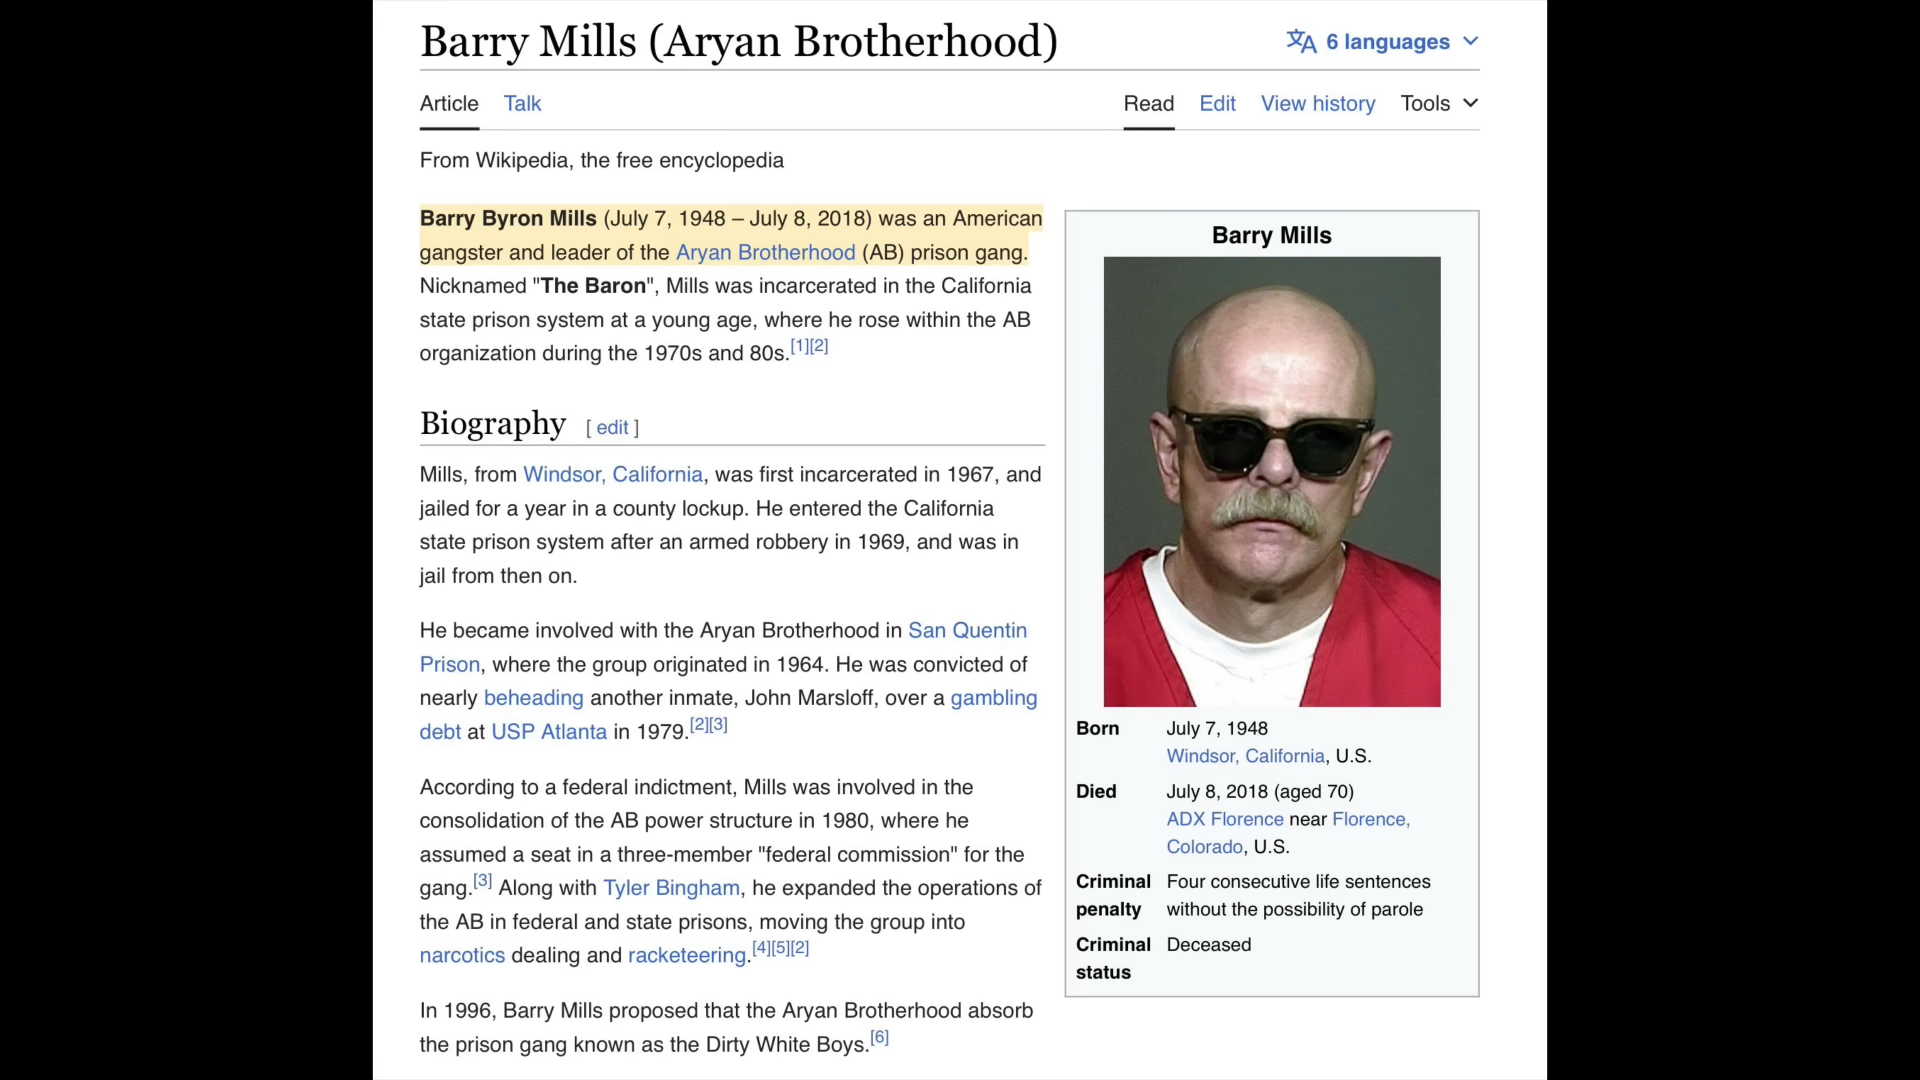 Barry Mills (Aryan Brotherhood)
文A 6 languages
Article Talk
Read Edit View history Tools
From Wikipedia, the free encyclopedia
Barry Byron Mills (July 7, 1948 – July 8, 2018) was an American
gangster and leader of the Aryan Brotherhood (AB) prison gang.
Nicknamed "The Baron", Mills was incarcerated in the California
state prison system at a young age, where he rose within the AB
organization during the 1970s and 80s.[1][2]
Biography [ edit ]
Mills, from Windsor, California, was first incarcerated in 1967, and
jailed for a year in a county lockup. He entered the California
state prison system after an armed robbery in 1969, and was in
jail from then on.
He became involved with the Aryan Brotherhood in San Quentin
Prison, where the group originated in 1964. He was convicted of
nearly beheading another inmate, John Marsloff, over a gambling
debt at USP Atlanta in 1979.[2][3]
According to a federal indictment, Mills was involved in the
consolidation of the AB power structure in 1980, where he
assumed a seat in a three-member "federal commission" for the
gang.[3] Along with Tyler Bingham, he expanded the operations of
the AB in federal and state prisons, moving the group into
narcotics dealing and racketeering.[4][5][2]
In 1996, Barry Mills proposed that the Aryan Brotherhood absorb
the prison gang known as the Dirty White Boys.[6]
Barry Mills
Born July 7, 1948
Windsor, California, U.S.
Died July 8, 2018 (aged 70)
ADX Florence near Florence,
Colorado, U.S.
Criminal Four consecutive life sentences
penalty without the possibility of parole
Criminal Deceased
status